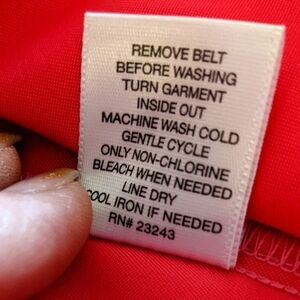 REMOVE BELT
BEFORE WASHING
TURN GARMENT
INSIDE OUT
MACHINE WASH COLD
GENTLE CYCLE
ONLY NON-CHLORINE
BLEACH WHEN NEEDED
LINE DRY
COOL IRON IF NEEDED
RN# 23243